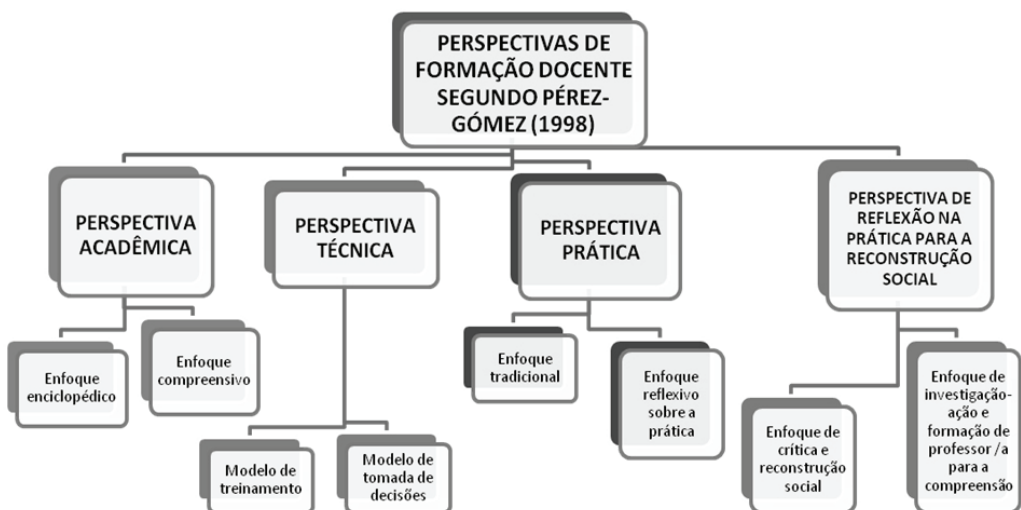 PERSPECTIVAS DE
FORMAÇÃO DOCENTE
SEGUNDO PÉREZ-
GÓMEZ (1998)
PERSPECTIVA
ACADÊMICA
PERSPECTIVA
TÉCNICA
PERSPECTIVA
PRÁTICA
PERSPECTIVA DE
REFLEXÃO NA
PRÁTICA PARA A
RECONSTRUÇÃO
SOCIAL
Enfoque
enciclopédico
Enfoque
compreensivo
Modelo de
treinamento
Modelo de
tomada de
decisões
Enfoque
tradicional
Enfoque
reflexivo
sobre a
prática
Enfoque de
crítica e
reconstrução
social
Enfoque de
investigação-
ação e
formação de
professor /a
para a
compreensão